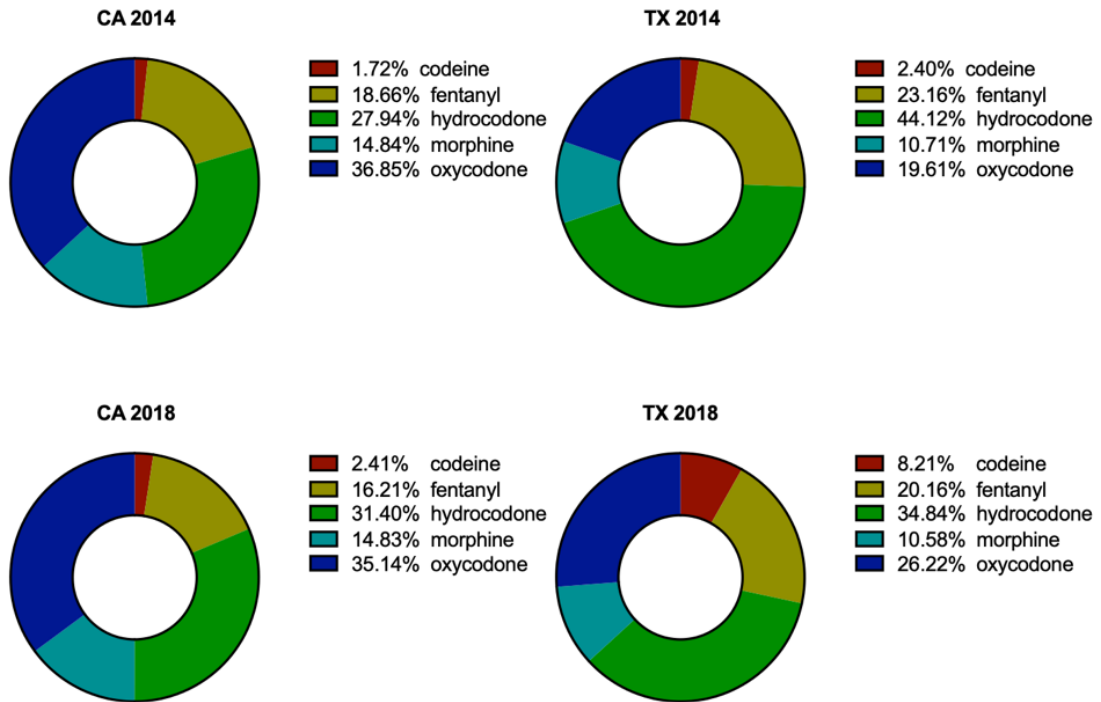 CA 2014
1.72% codeine
18.66% fentanyl
27.94% hydrocodone
14.84% morphine
36.85% oxycodone
TX 2014
2.40% codeine
23.16% fentanyl
44.12% hydrocodone
10.71% morphine
19.61% oxycodone
CA 2018
2.41% codeine
16.21% fentanyl
31.40% hydrocodone
14.83% morphine
35.14% oxycodone
TX 2018
8.21% codeine
20.16% fentanyl
34.84% hydrocodone
10.58% morphine
26.22% oxycodone